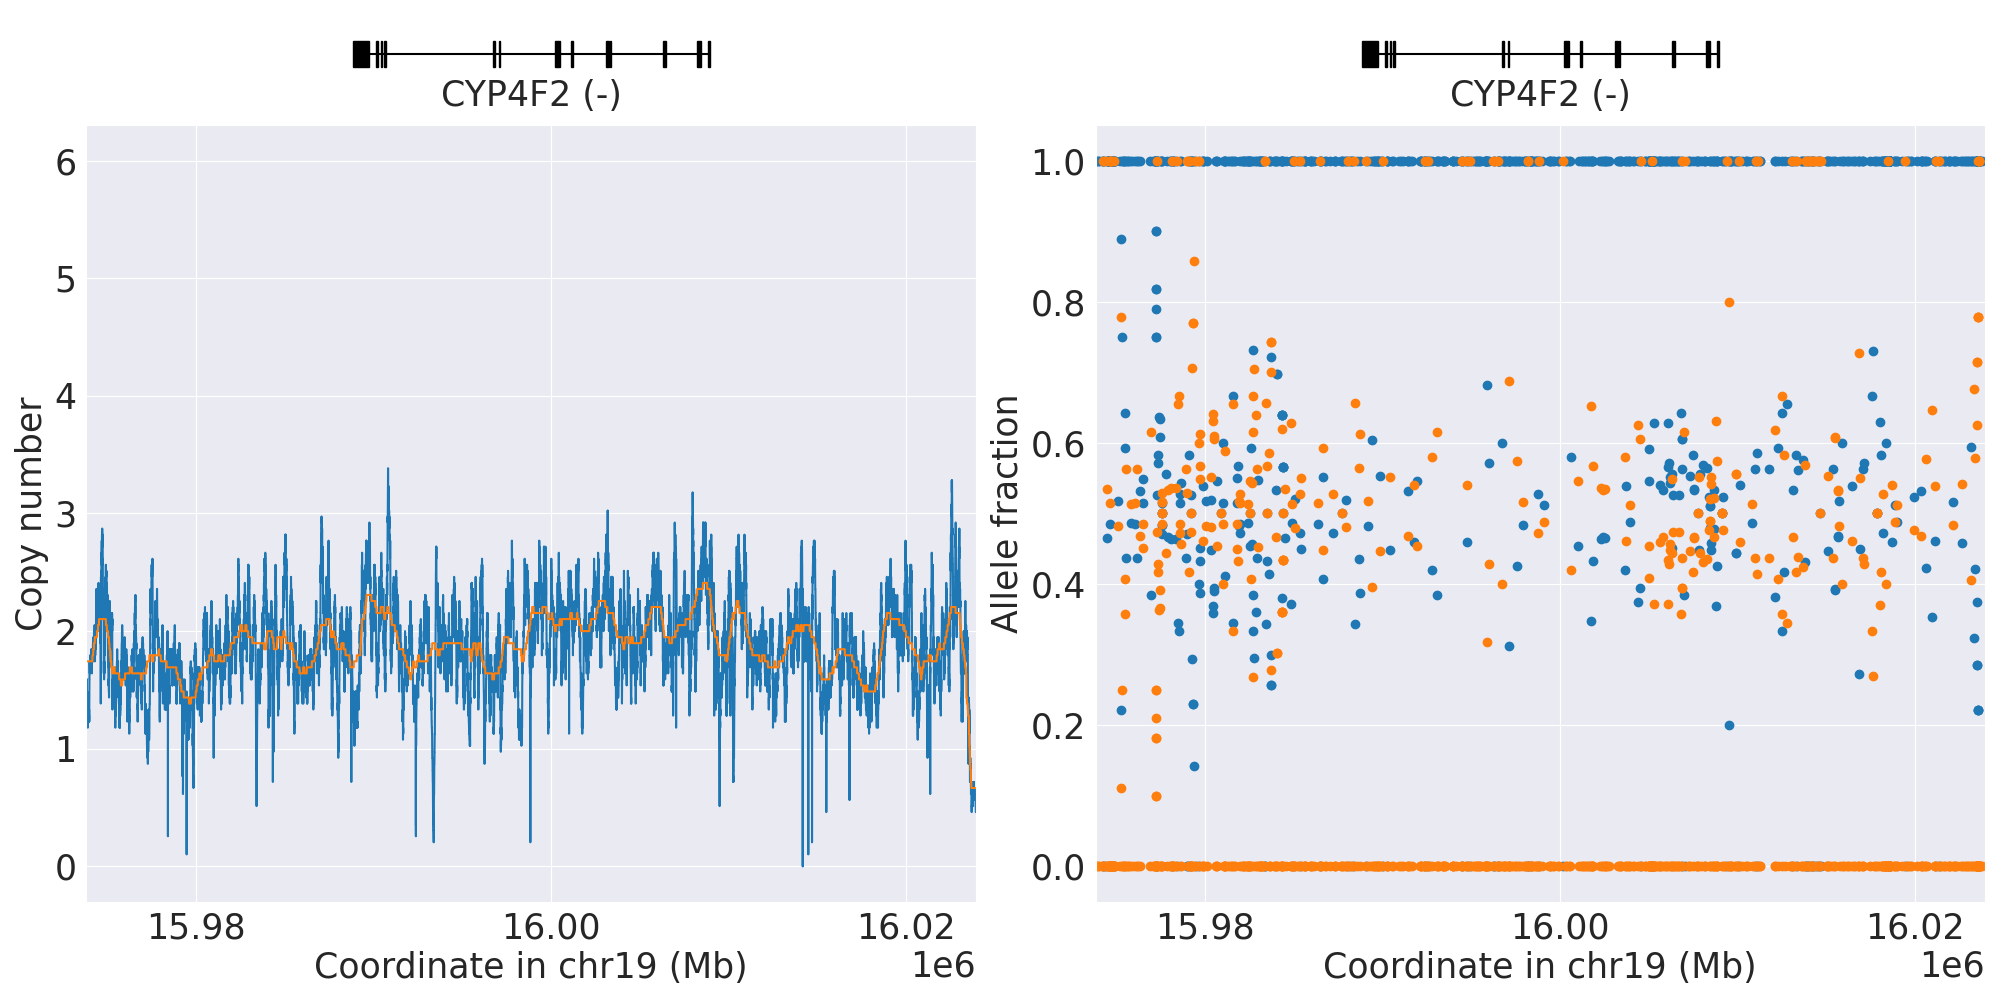 CYP4F2 (-)
6
5
4
3
2
1
0
Copy number
15.98
16.00
16.02
Coordinate in chr19 (Mb)
1e6
CYP4F2 (-)
1.0
0.8
0.6
0.4
0.2
0.0
Allele fraction
15.98
16.00
16.02
Coordinate in chr19 (Mb)
1e6